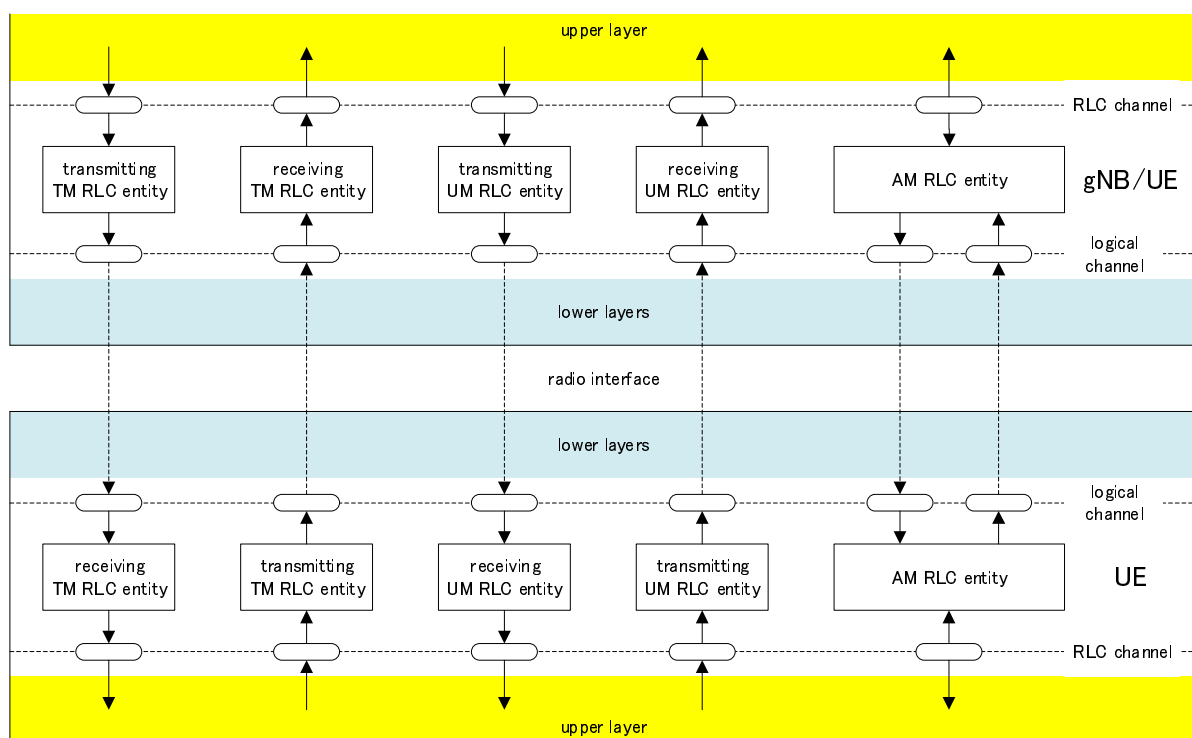 upper layer
RLC channel
transmitting
TM RLC entity
receiving
TM RLC entity
transmitting
UM RLC entity
receiving
UM RLC entity
AM RLC entity
gNB/UE
logical
channel
lower layers
radio interface
lower layers
logical
channel
receiving
TM RLC entity
transmitting
TM RLC entity
receiving
UM RLC entity
transmitting
UM RLC entity
AM RLC entity
UE
RLC channel
upper layer